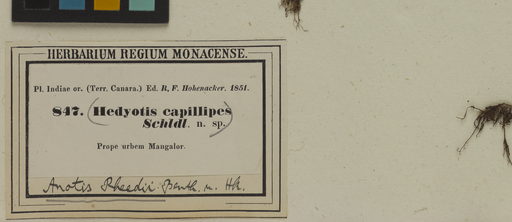 HERBARIUM REGIUM MONACENSE.
Pl. Indiae or. (Terr. Canara.) Ed. R. F. Hohenacker. 1851.
847. (Hedyotis capillipes
Schldl. n. sp.)
Prope urbem Mangalor.
Anotis Rheedii Benth. n. Hk.